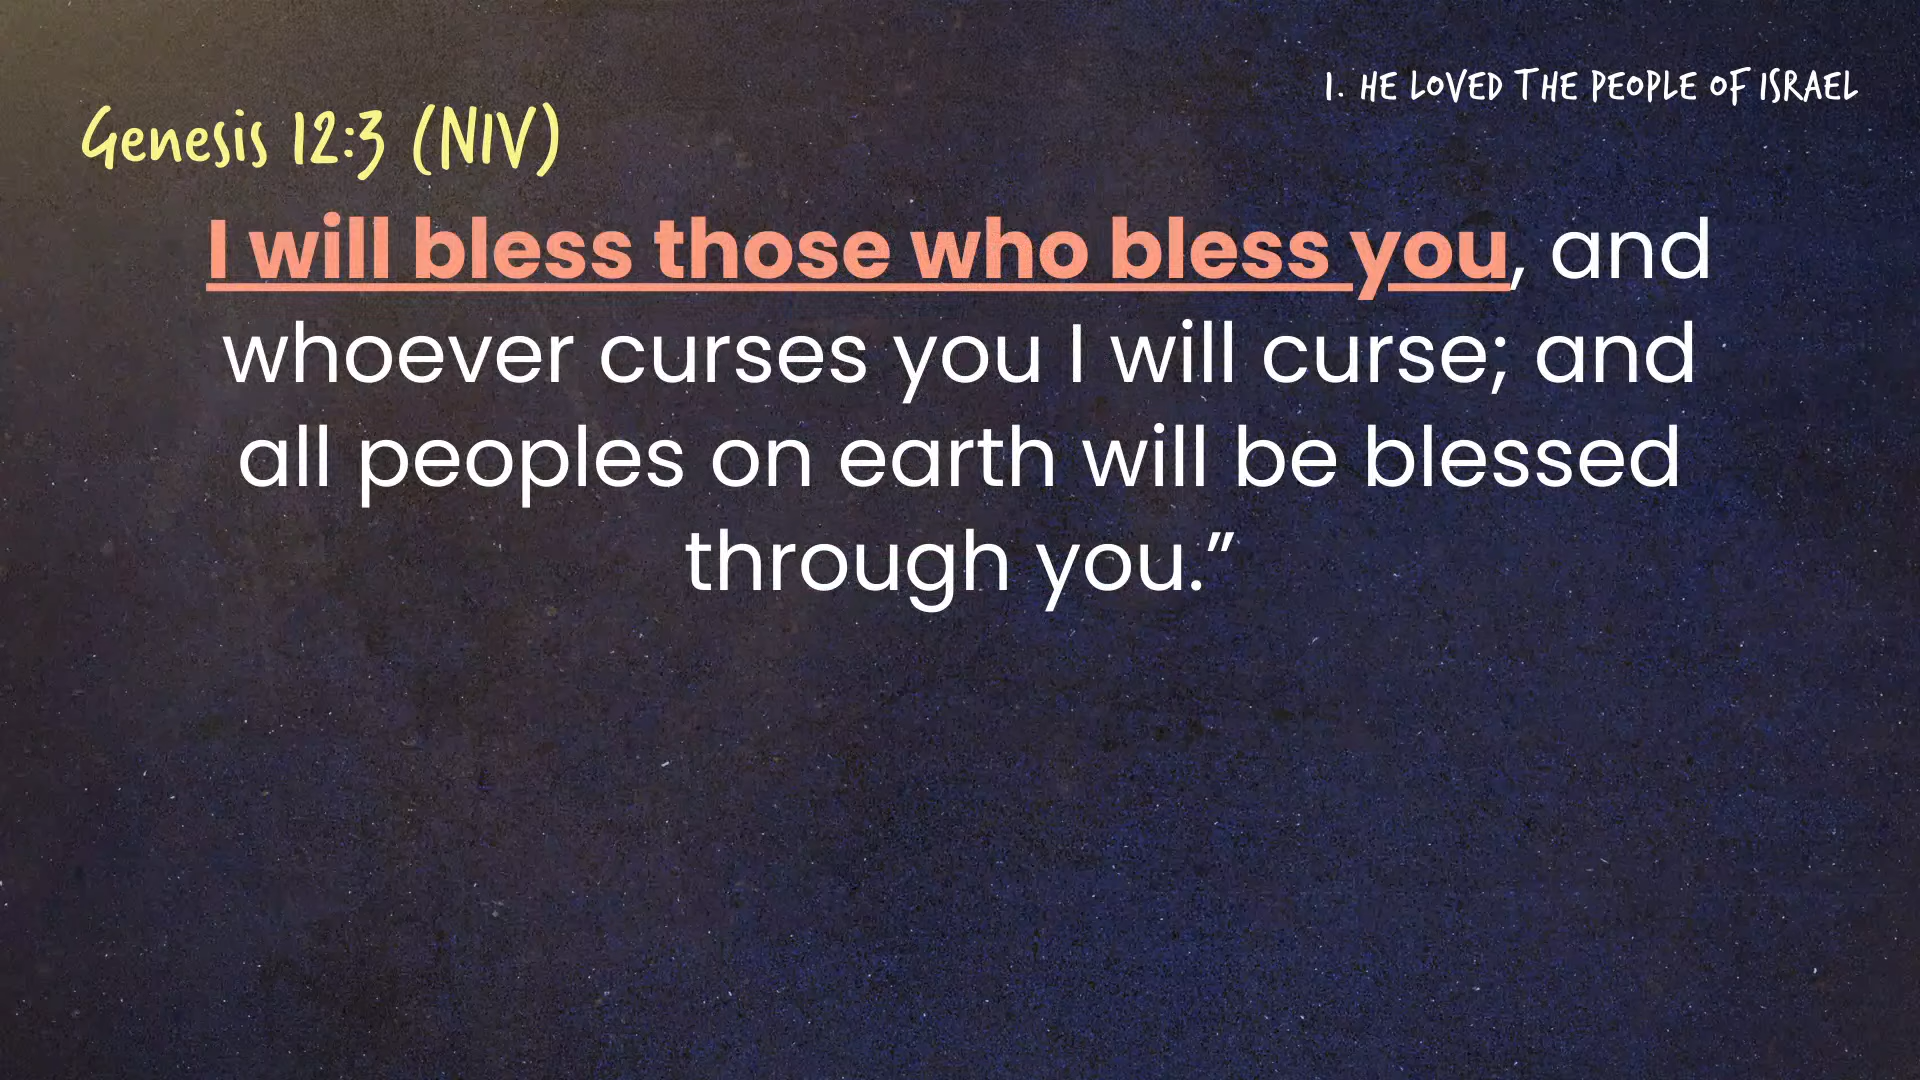 1. HE LOVED THE PEOPLE OF ISRAEL
Genesis 12:3 (NIV)
I will bless those who bless you, and
whoever curses you I will curse; and
all peoples on earth will be blessed
through you.”